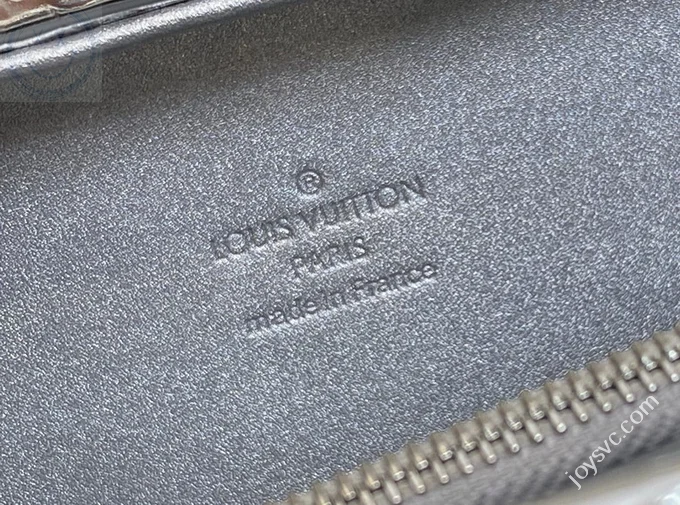 ®
LOUIS VUITTON
PARIS
made in France
joysvc.com